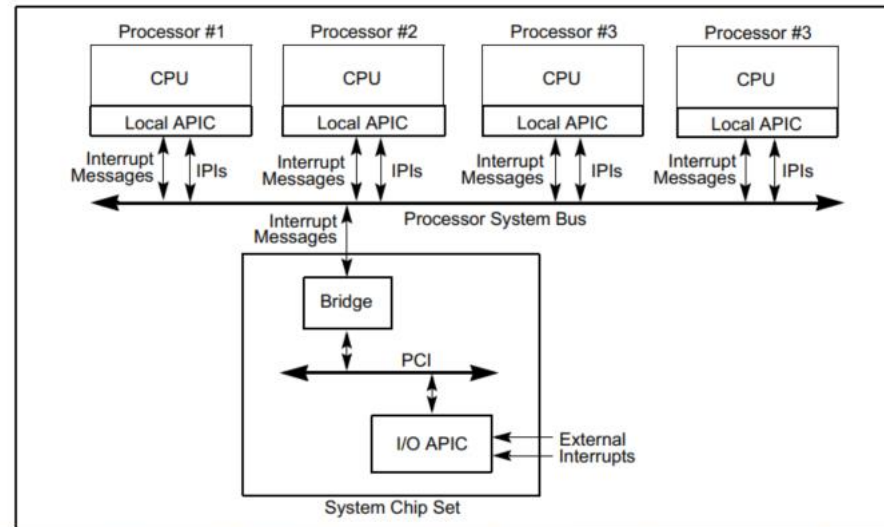 Processor #1
Processor #2
Processor #3
Processor #3
CPU
CPU
CPU
CPU
Local APIC
Local APIC
Local APIC
Local APIC
Interrupt
Messages
IPIs
Interrupt
Messages
IPIs
Interrupt
Messages
IPIs
Interrupt
Messages
IPIs
Processor System Bus
Interrupt
Messages
Bridge
PCI
I/O APIC
External
Interrupts
System Chip Set